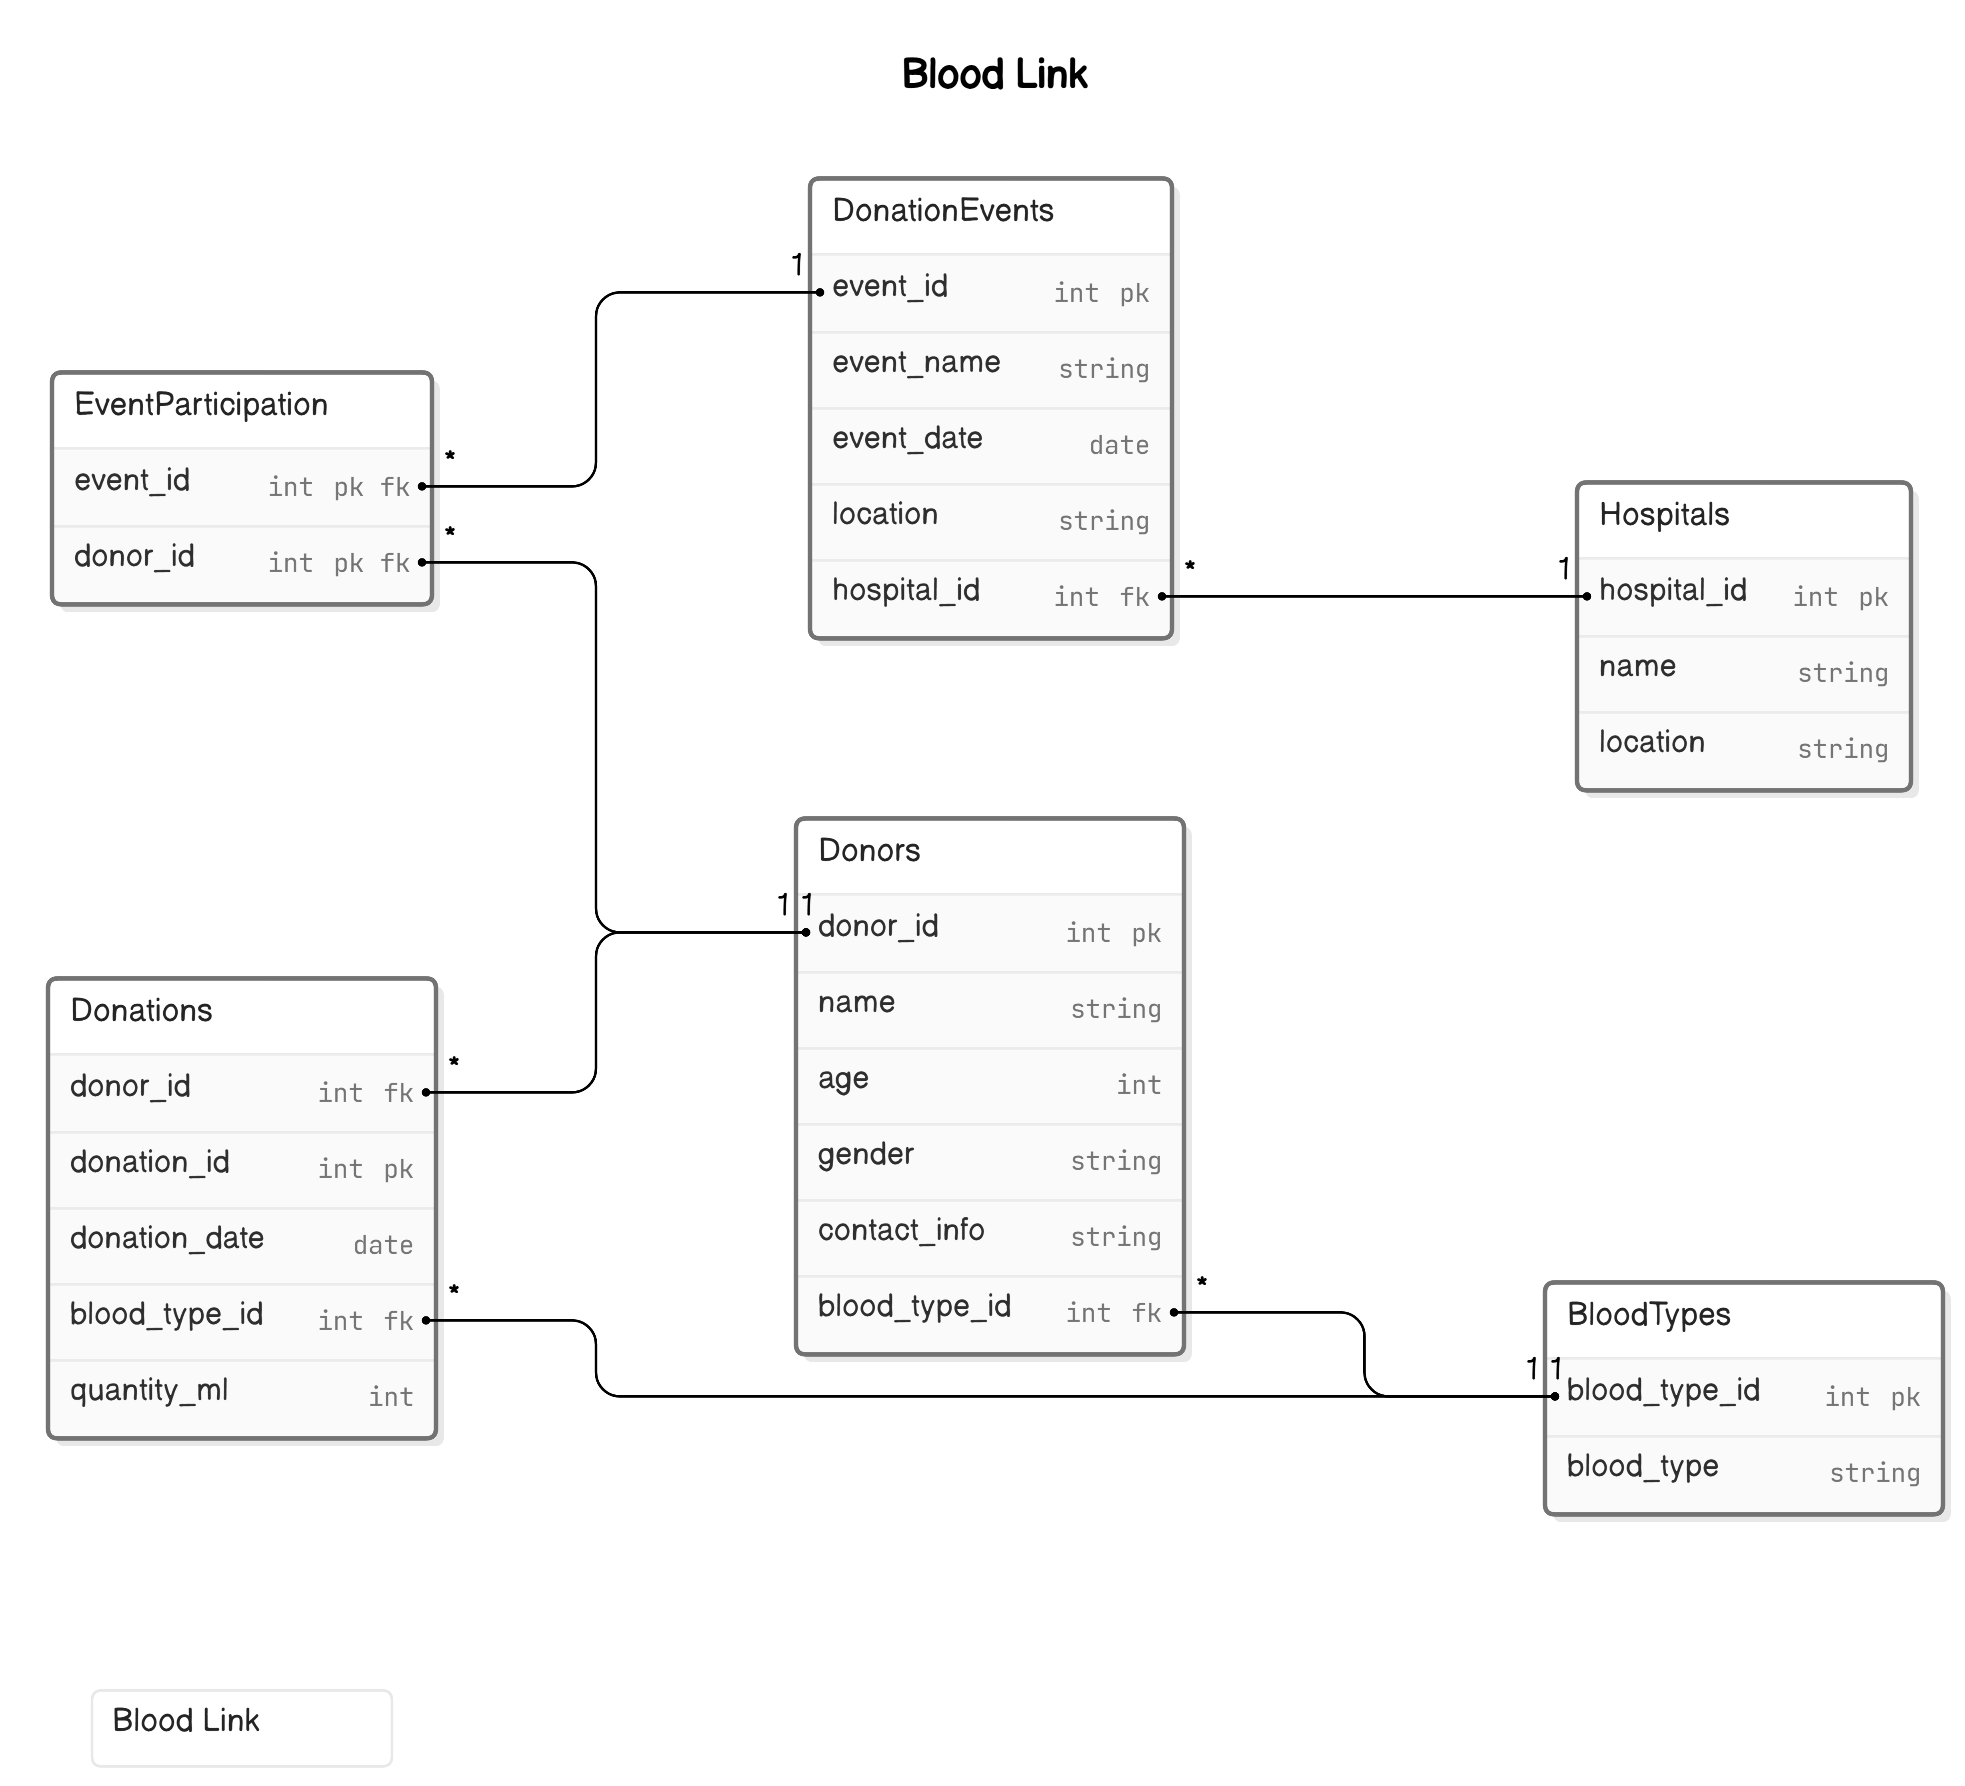 Blood Link
DonationEvents
1
event_id int pk
event_name string
event_date date
location string
*
hospital_id int fk
EventParticipation
*
event_id int pk fk
*
donor_id int pk fk
Hospitals
1
hospital_id int pk
name string
location string
Donors
1 1
donor_id int pk
name string
age int
gender string
contact_info string
*
blood_type_id int fk
Donations
*
donor_id int fk
donation_id int pk
donation_date date
*
blood_type_id int fk
quantity_ml int
BloodTypes
1 1
blood_type_id int pk
blood_type string
Blood Link